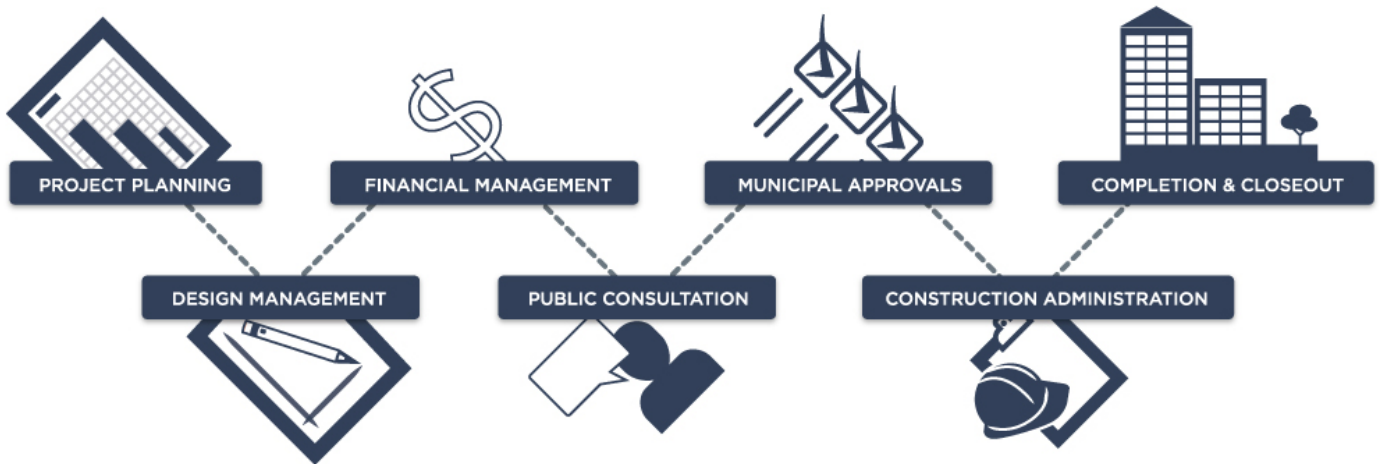 PROJECT PLANNING
FINANCIAL MANAGEMENT
MUNICIPAL APPROVALS
COMPLETION & CLOSEOUT
DESIGN MANAGEMENT
PUBLIC CONSULTATION
CONSTRUCTION ADMINISTRATION